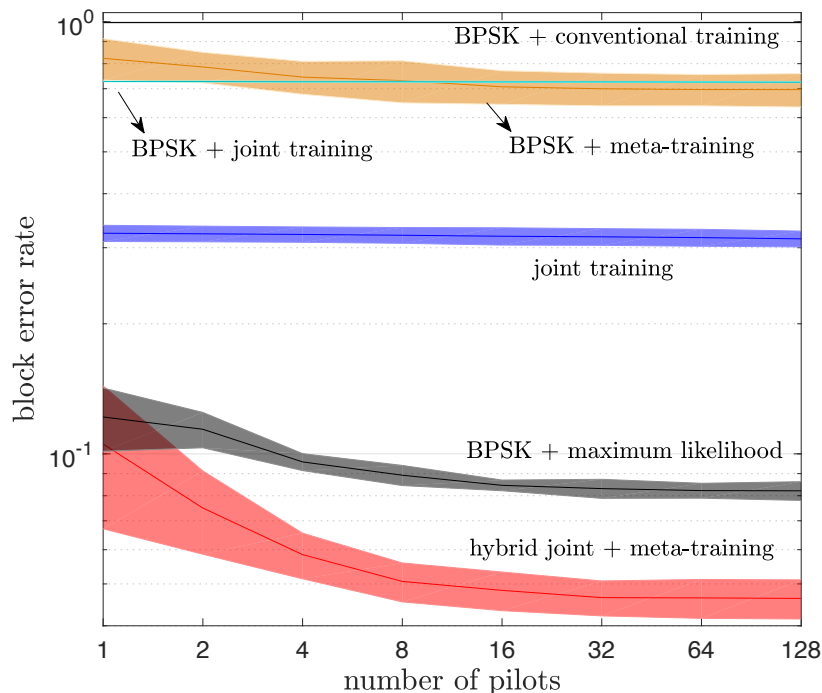 10^0
BPSK + conventional training
BPSK + joint training
BPSK + meta-training
joint training
block error rate
10^-1
BPSK + maximum likelihood
hybrid joint + meta-training
1 2 4 8 16 32 64 128
number of pilots